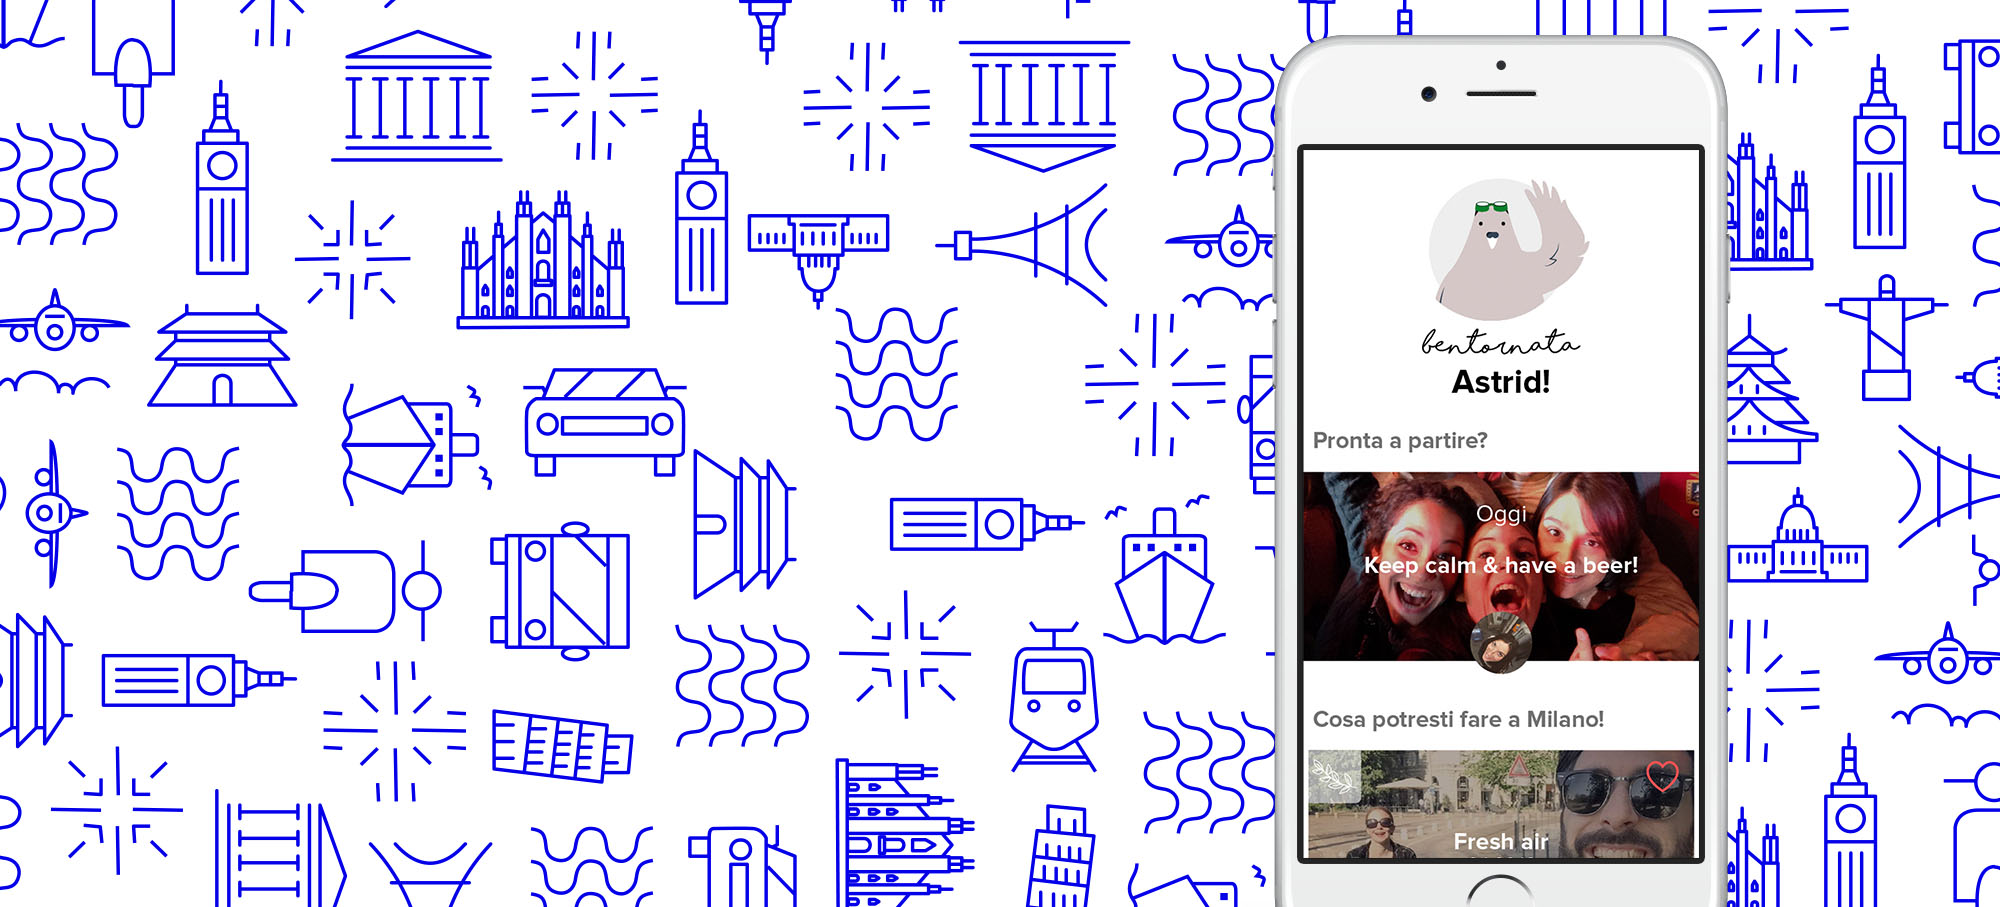 bentornata
Astrid!
Pronta a partire?
Oggi
Keep calm & have a beer!
Cosa potresti fare a Milano!
Fresh air